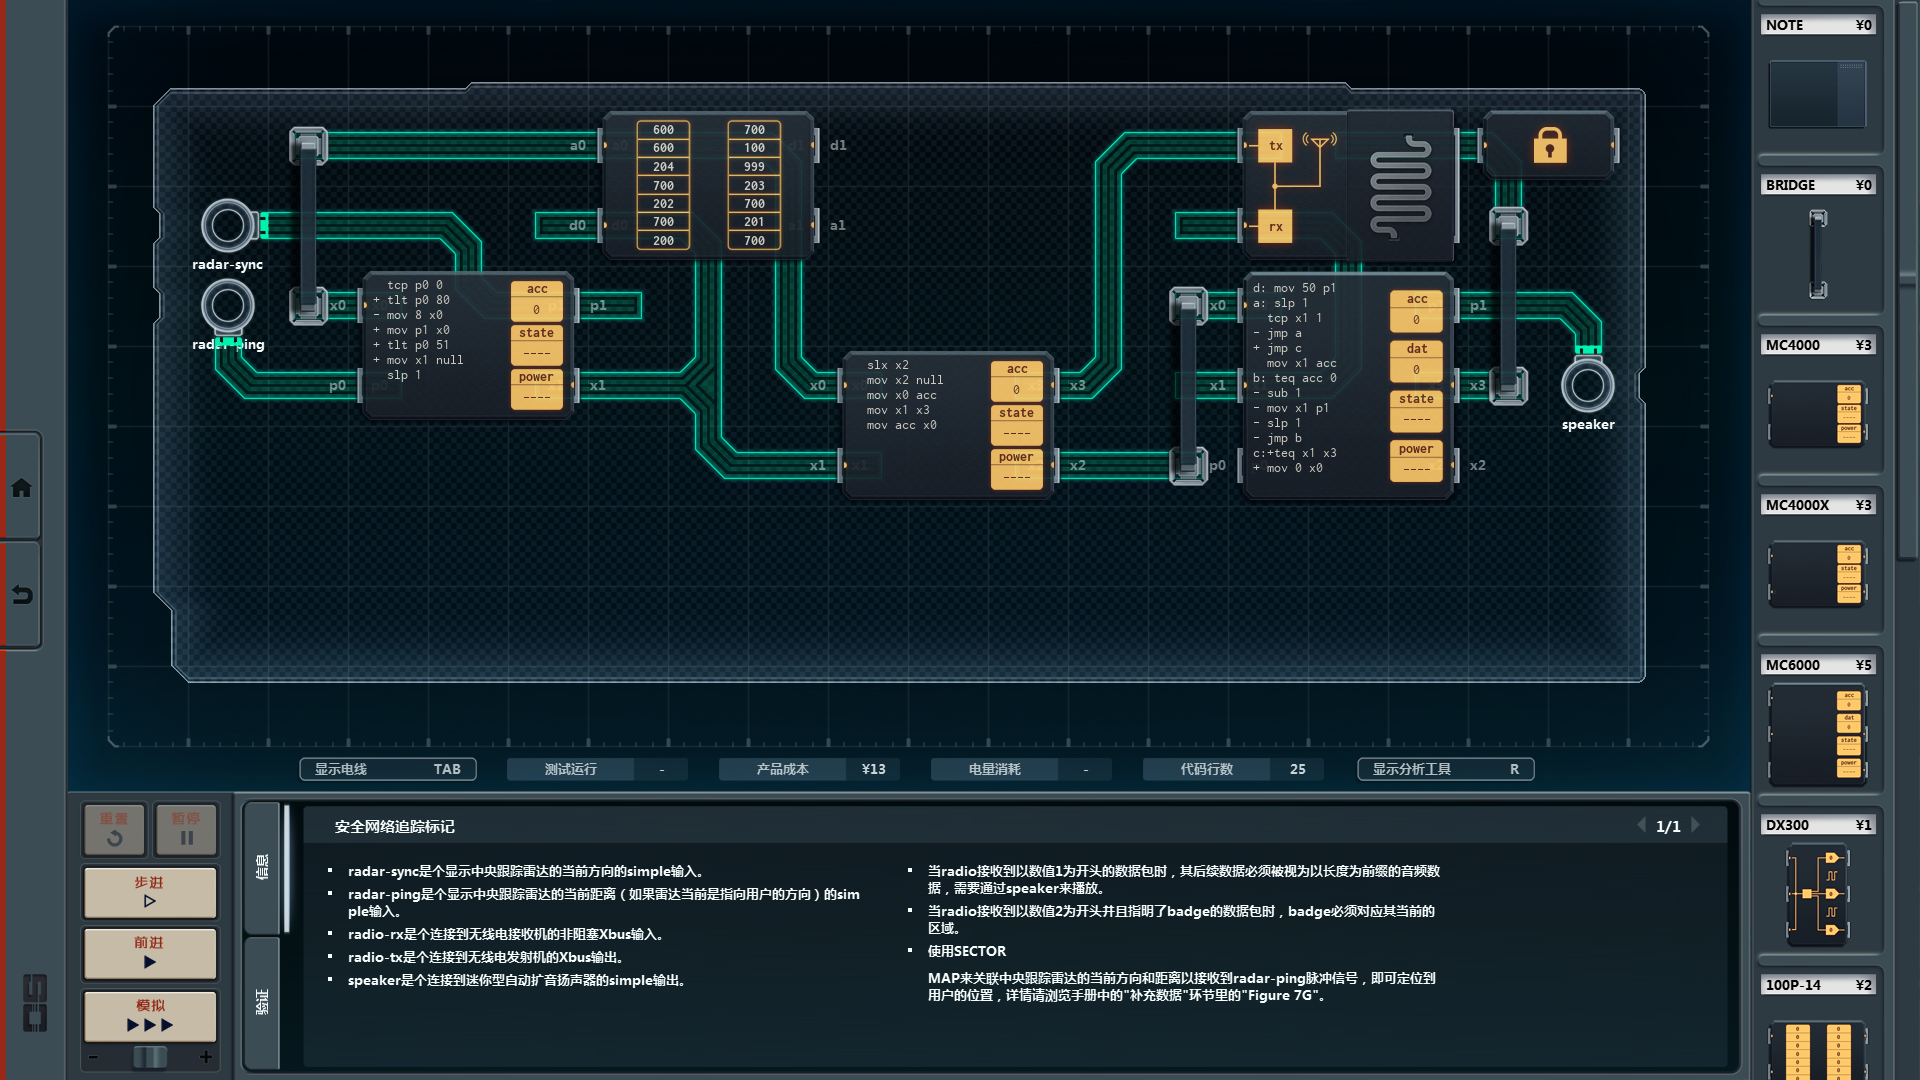 NOTE ¥0
BRIDGE ¥0
MC4000 ¥3
MC4000X ¥3
MC6000 ¥5
DX300 ¥1
100P-14 ¥2
radar-sync
radar-ping
a0
d0
d1
a1
600 700
600 100
204 999
700 203
202 700
700 201
200 700
tcp p0 0
+ tlt p0 80
- mov 8 x0
+ mov p1 x0
+ tlt p0 51
+ mov x1 null
slp 1
acc
0
state
----
power
----
x0
p0
p1
x1
slx x2
mov x2 null
mov x0 acc
mov x1 x3
mov acc x0
acc
0
state
----
power
----
x0
x1
x3
x2
tx
rx
d: mov 50 p1
a: slp 1
tcp x1 1
- jmp a
+ jmp c
mov x1 acc
b: teq acc 0
- sub 1
- mov x1 p1
- slp 1
- jmp b
c:+teq x1 x3
+ mov 0 x0
acc
0
dat
0
state
----
power
----
x0
x1
p0
p1
x3
x2
speaker
显示电线 TAB
测试运行 -
产品成本 ¥13
电量消耗 -
代码行数 25
显示分析工具 R
重置
暂停
步进
前进
模拟
- +
信息
验证
安全网络追踪标记
1/1
▪ radar-sync是个显示中央跟踪雷达的当前方向的simple输入。
▪ radar-ping是个显示中央跟踪雷达的当前距离（如果雷达当前是指向用户的方向）的sim
ple输入。
▪ radio-rx是个连接到无线电接收机的非阻塞Xbus输入。
▪ radio-tx是个连接到无线电发射机的Xbus输出。
▪ speaker是个连接到迷你型自动扩音扬声器的simple输出。
▪ 当radio接收到以数值1为开头的数据包时，其后续数据必须被视为以长度为前缀的音频数
据，需要通过speaker来播放。
▪ 当radio接收到以数值2为开头并且指明了badge的数据包时，badge必须对应其当前的
区域。
▪ 使用SECTOR
MAP来关联中央跟踪雷达的当前方向和距离以接收到radar-ping脉冲信号，即可定位到
用户的位置，详情请浏览手册中的"补充数据"环节里的"Figure 7G"。